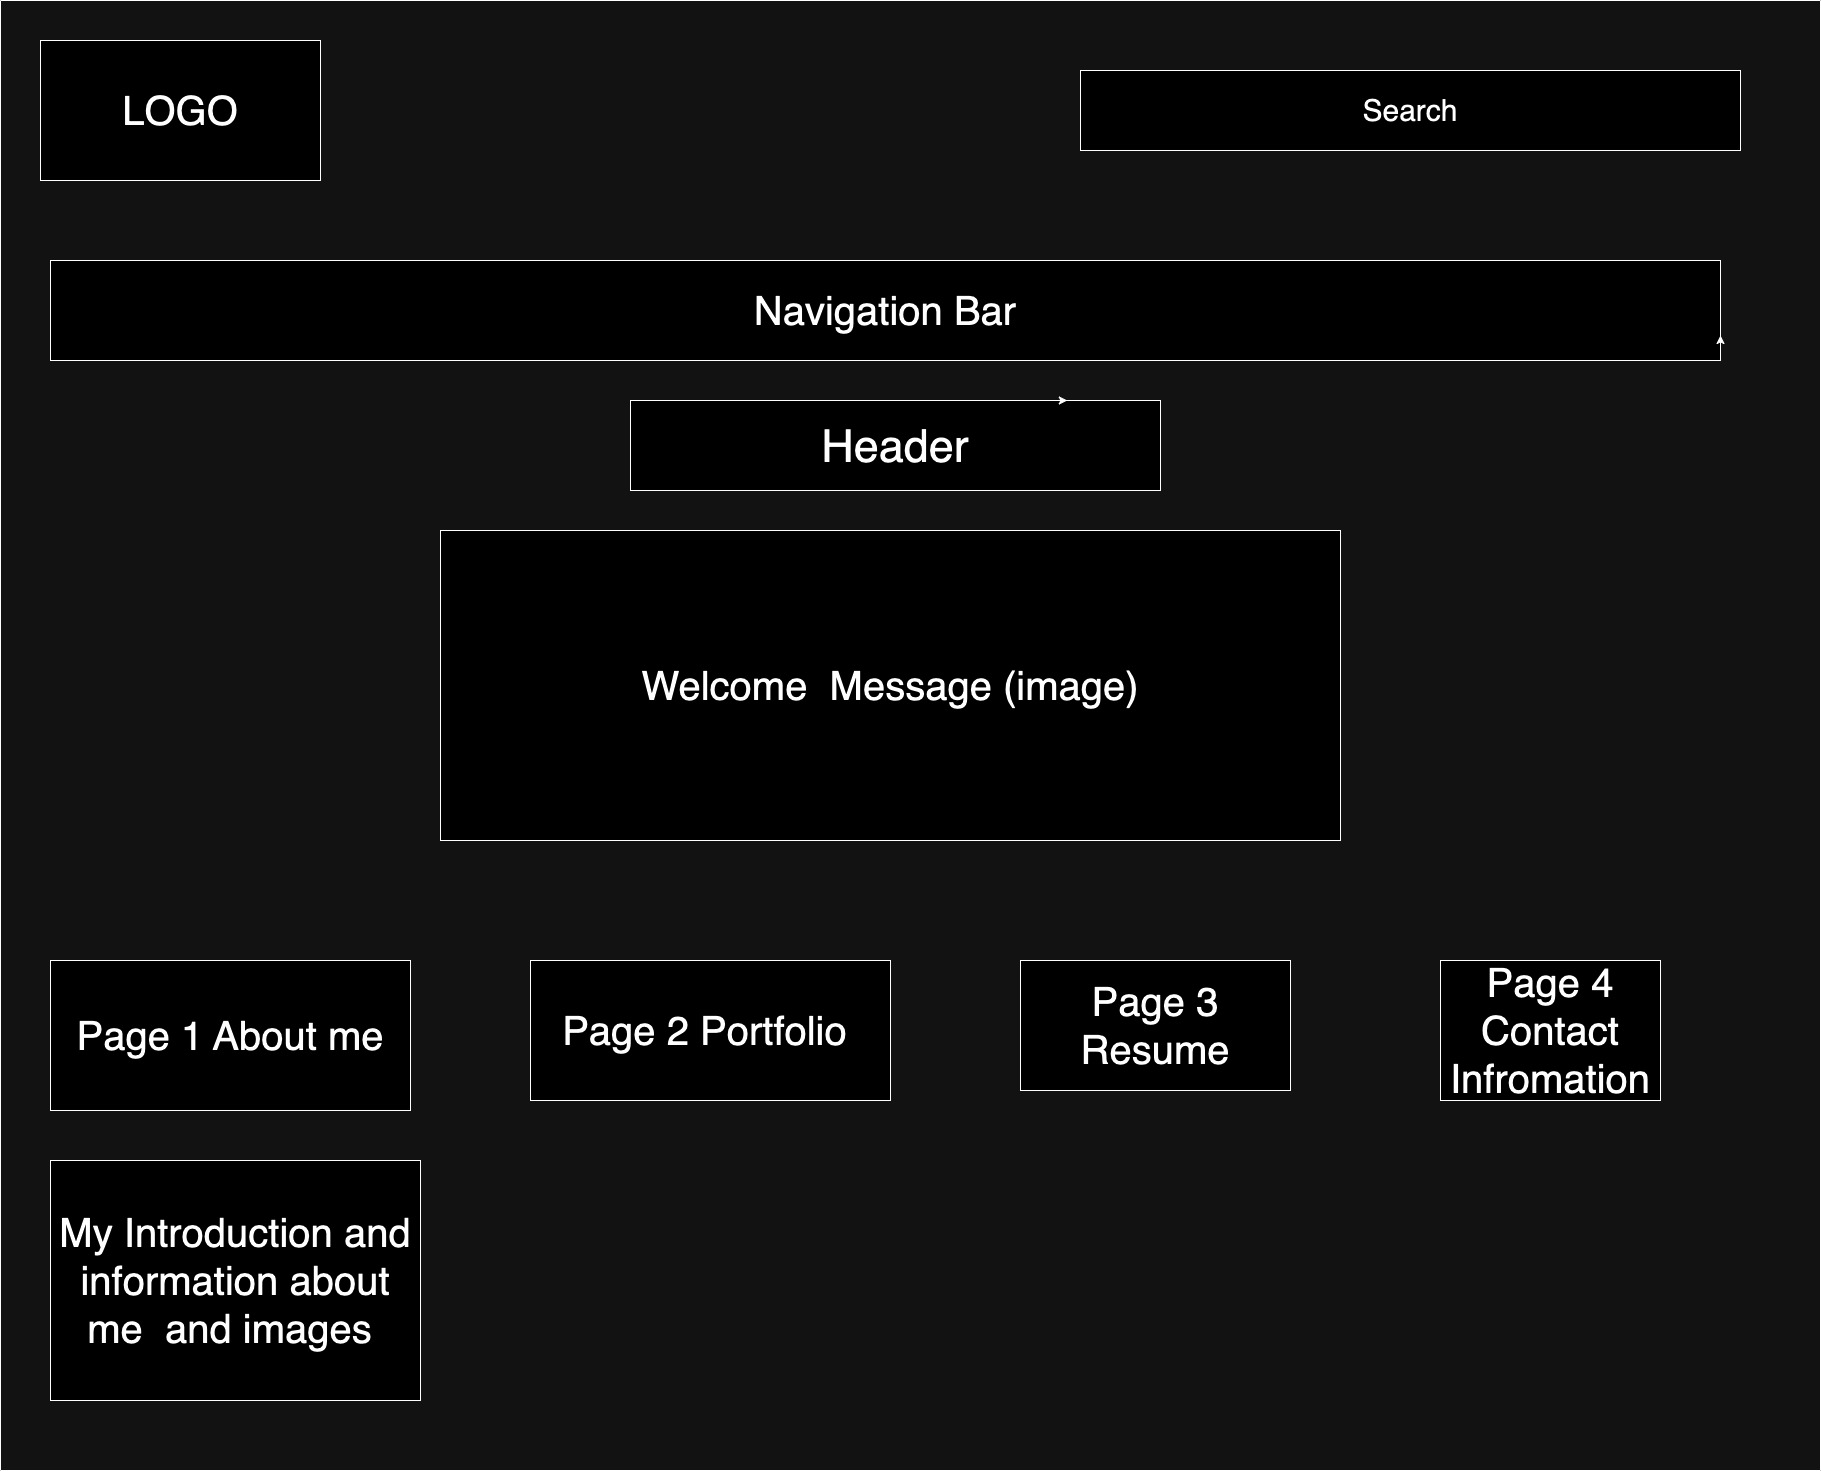 LOGO
Search
Navigation Bar
Header
Welcome  Message (image)
Page 1 About me
Page 2 Portfolio
Page 3
Resume
Page 4
Contact
Infromation
My Introduction and
information about
me  and images